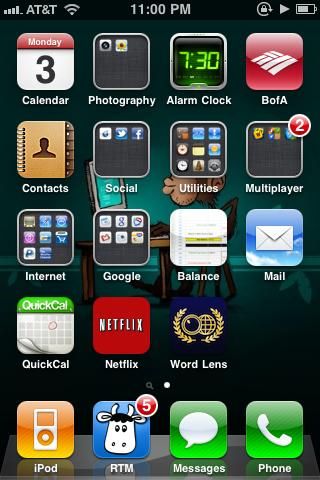 AT&T 11:00 PM
Monday
3
7:30
Calendar Photography Alarm Clock BofA
2
Contacts Social Utilities Multiplayer
Internet Google Balance Mail
QuickCal
NETFLIX
QuickCal Netflix Word Lens
5
iPod RTM Messages Phone